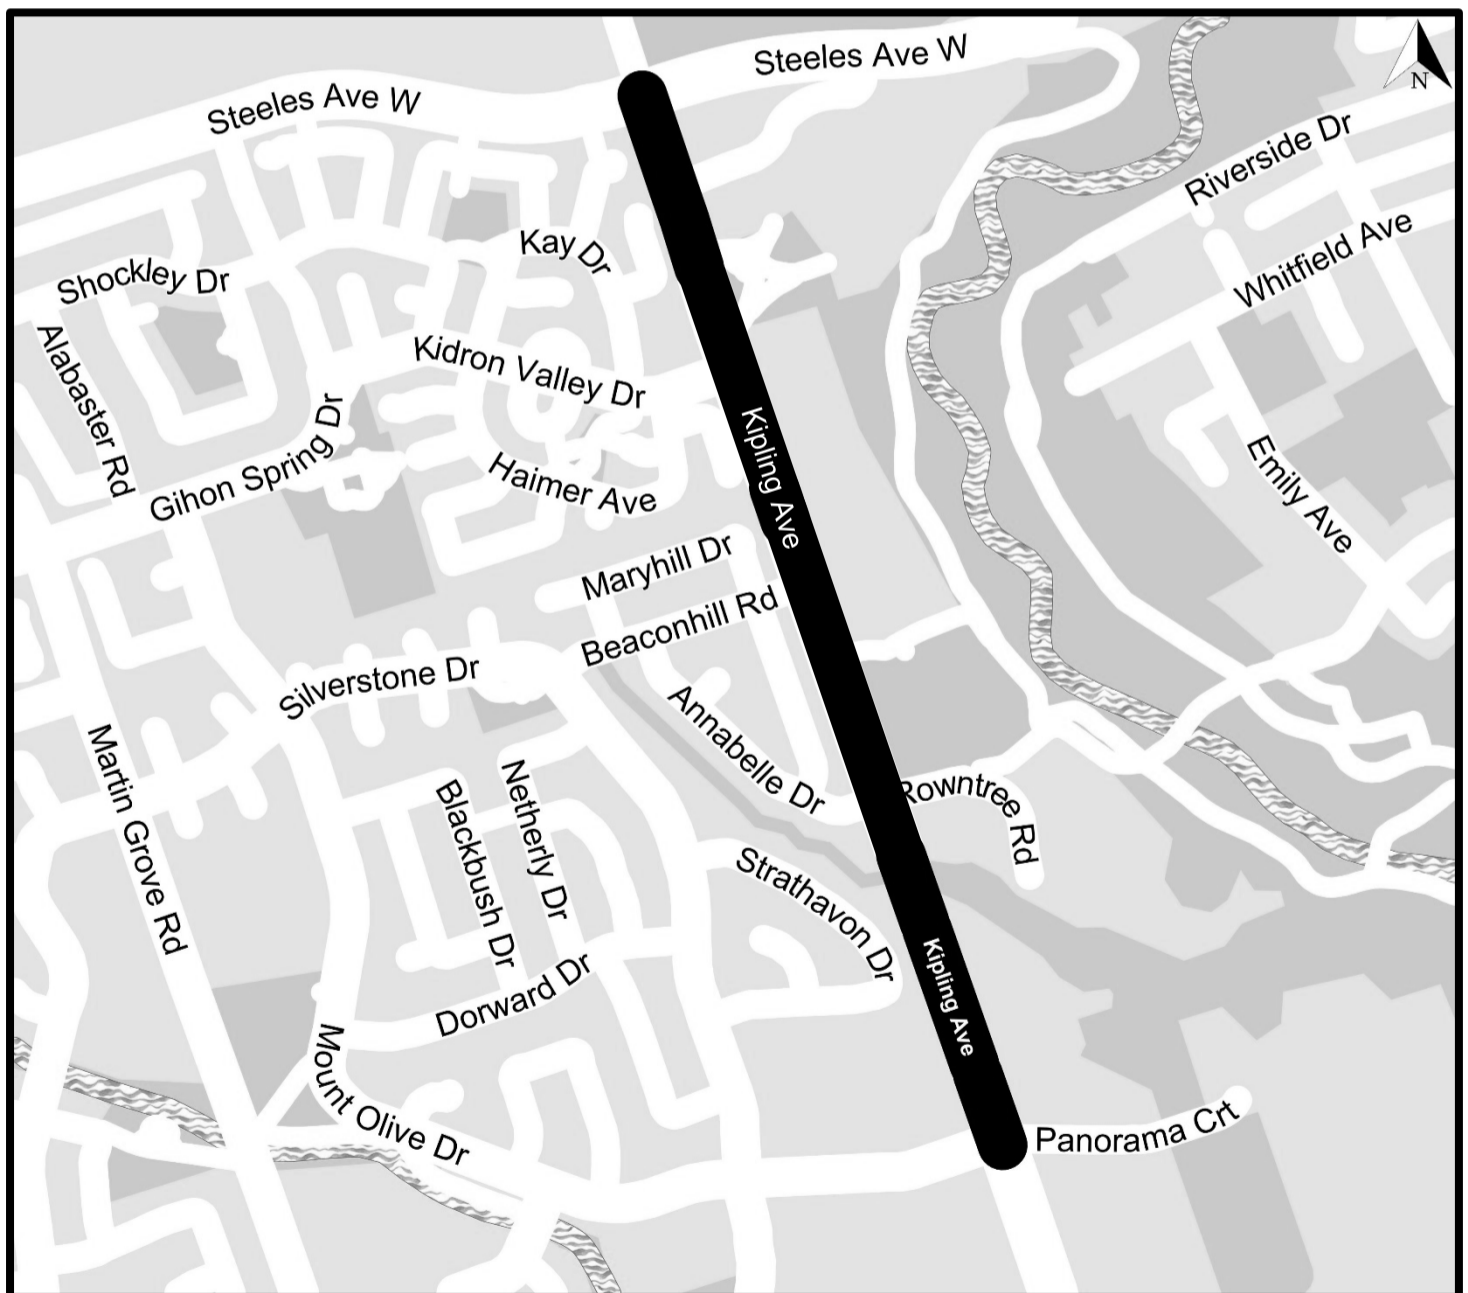 Steeles Ave W
Steeles Ave W
N
Riverside Dr
Whitfield Ave
Kay Dr
Shockley Dr
Alabaster Rd
Kidron Valley Dr
Gihon Spring Dr
Haimer Ave
Kipling Ave
Emily Ave
Maryhill Dr
Beaconhill Rd
Silverstone Dr
Annabelle Dr
Martin Grove Rd
Netherly Dr
Blackbush Dr
Rowntree Rd
Strathavon Dr
Kipling Ave
Dorward Dr
Mount Olive Dr
Panorama Crt